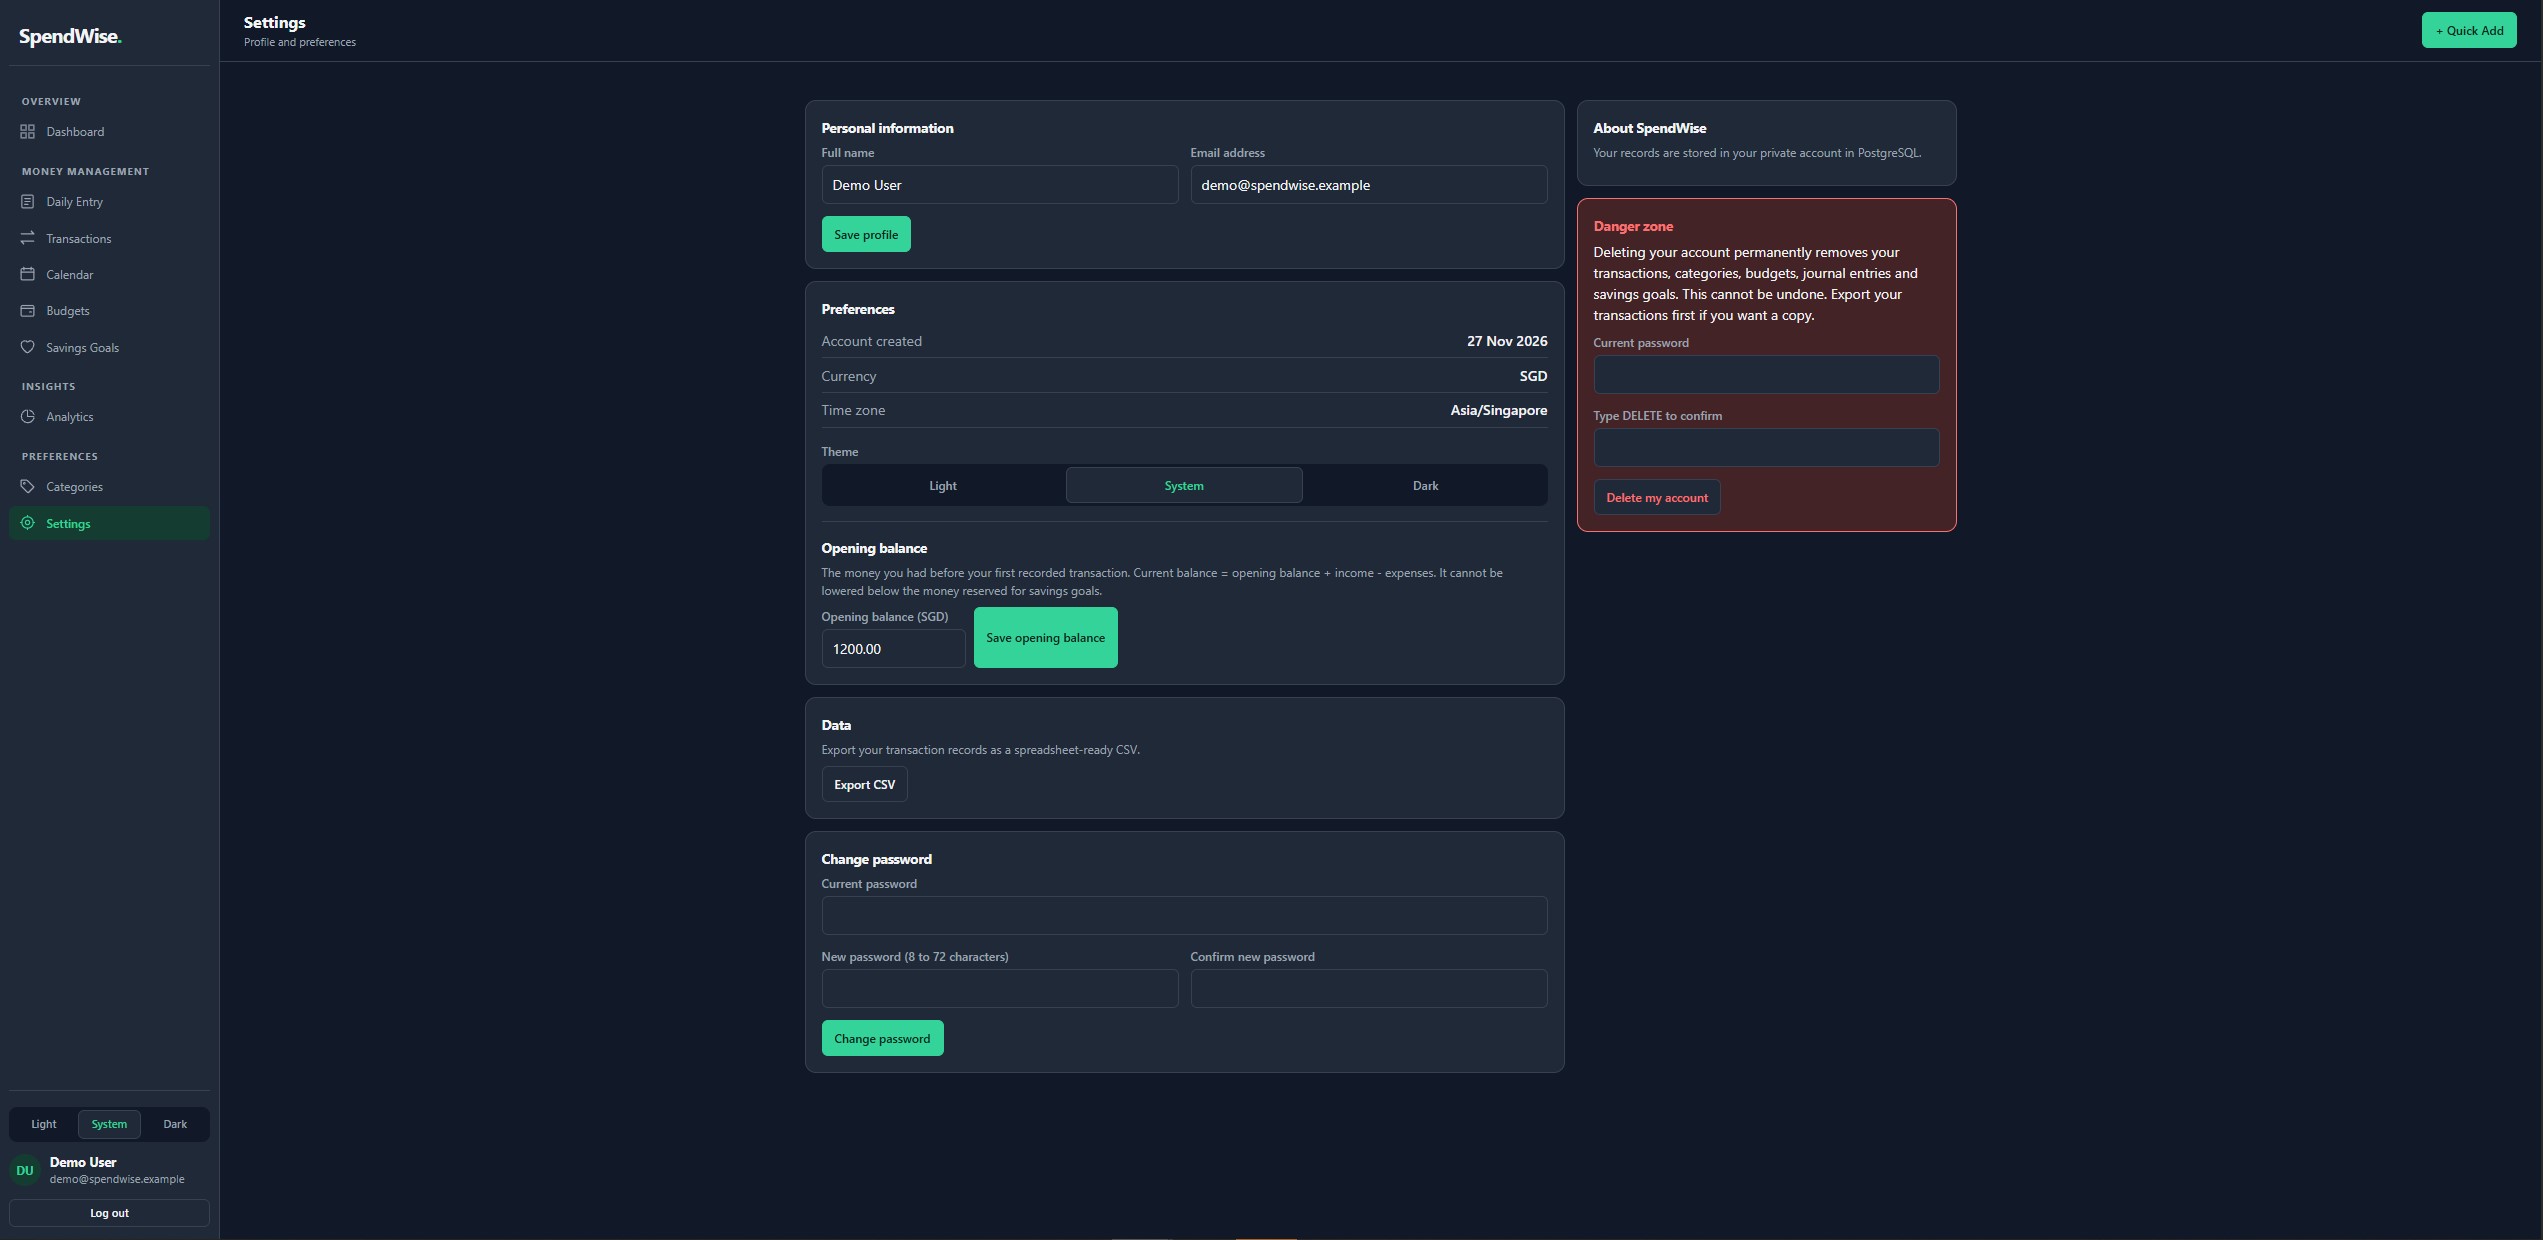 SpendWise.
OVERVIEW
Dashboard
MONEY MANAGEMENT
Daily Entry
Transactions
Calendar
Budgets
Savings Goals
INSIGHTS
Analytics
PREFERENCES
Categories
Settings
Light System Dark
DU
Demo User
demo@spendwise.example
Log out
Settings
Profile and preferences
+ Quick Add
Personal information
Full name
Demo User
Email address
demo@spendwise.example
Save profile
Preferences
Account created 27 Nov 2026
Currency SGD
Time zone Asia/Singapore
Theme
Light System Dark
Opening balance
The money you had before your first recorded transaction. Current balance = opening balance + income - expenses. It cannot be
lowered below the money reserved for savings goals.
Opening balance (SGD)
1200.00
Save opening balance
Data
Export your transaction records as a spreadsheet-ready CSV.
Export CSV
Change password
Current password
New password (8 to 72 characters)
Confirm new password
Change password
About SpendWise
Your records are stored in your private account in PostgreSQL.
Danger zone
Deleting your account permanently removes your
transactions, categories, budgets, journal entries and
savings goals. This cannot be undone. Export your
transactions first if you want a copy.
Current password
Type DELETE to confirm
Delete my account